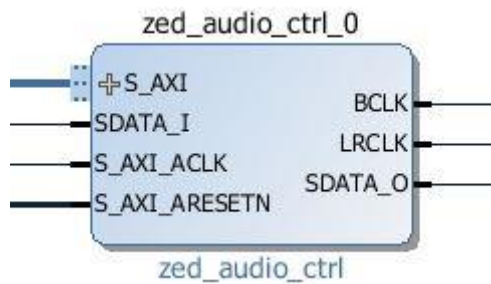 zed_audio_ctrl_0
S_AXI
SDATA_I
S_AXI_ACLK
S_AXI_ARESETN
BCLK
LRCLK
SDATA_O
zed_audio_ctrl